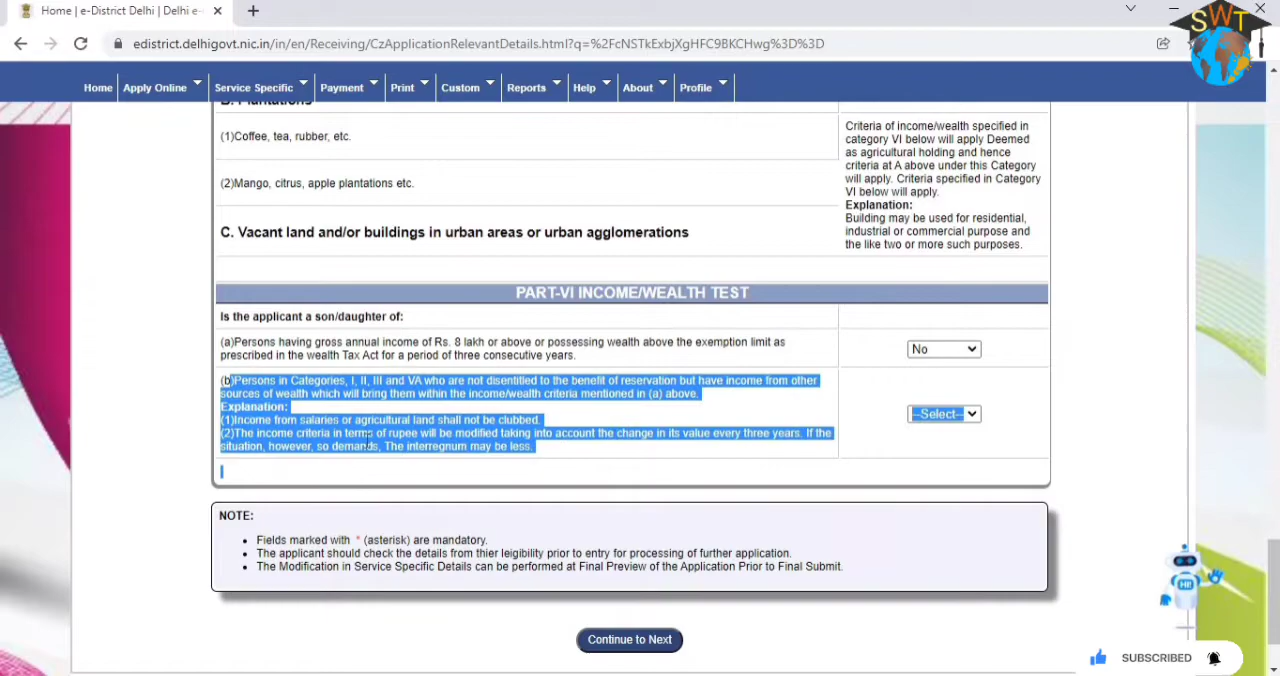 Home | e-District Delhi | Delhi e-
edistrict.delhigovt.nic.in/in/en/Receiving/CzApplicationRelevantDetails.html?q=%2FcNSTkExbjXgHFC9BKCHwg%3D%3D
SWT
Home Apply Online Service Specific Payment Print Custom Reports Help About Profile
B. Plantations
(1)Coffee, tea, rubber, etc.
(2)Mango, citrus, apple plantations etc.
C. Vacant land and/or buildings in urban areas or urban agglomerations
Criteria of income/wealth specified in
category VI below will apply Deemed
as agricultural holding and hence
criteria at A above under this Category
will apply. Criteria specified in Category
VI below will apply.
Explanation:
Building may be used for residential,
industrial or commercial purpose and
the like two or more such purposes.
PART-VI INCOME/WEALTH TEST
Is the applicant a son/daughter of:
(a)Persons having gross annual income of Rs. 8 lakh or above or possessing wealth above the exemption limit as
prescribed in the wealth Tax Act for a period of three consecutive years.
No
(b)Persons in Categories, I, II, III and VA who are not disentitled to the benefit of reservation but have income from other
sources of wealth which will bring them within the income/wealth criteria mentioned in (a) above.
Explanation:
(1)Income from salaries or agricultural land shall not be clubbed.
(2)The income criteria in terms of rupee will be modified taking into account the change in its value every three years. If the
situation, however, so demands, The interregnum may be less.
--Select--
NOTE:
Fields marked with * (asterisk) are mandatory.
The applicant should check the details from thier leigibility prior to entry for processing of further application.
The Modification in Service Specific Details can be performed at Final Preview of the Application Prior to Final Submit.
Continue to Next
HI!
SUBSCRIBED